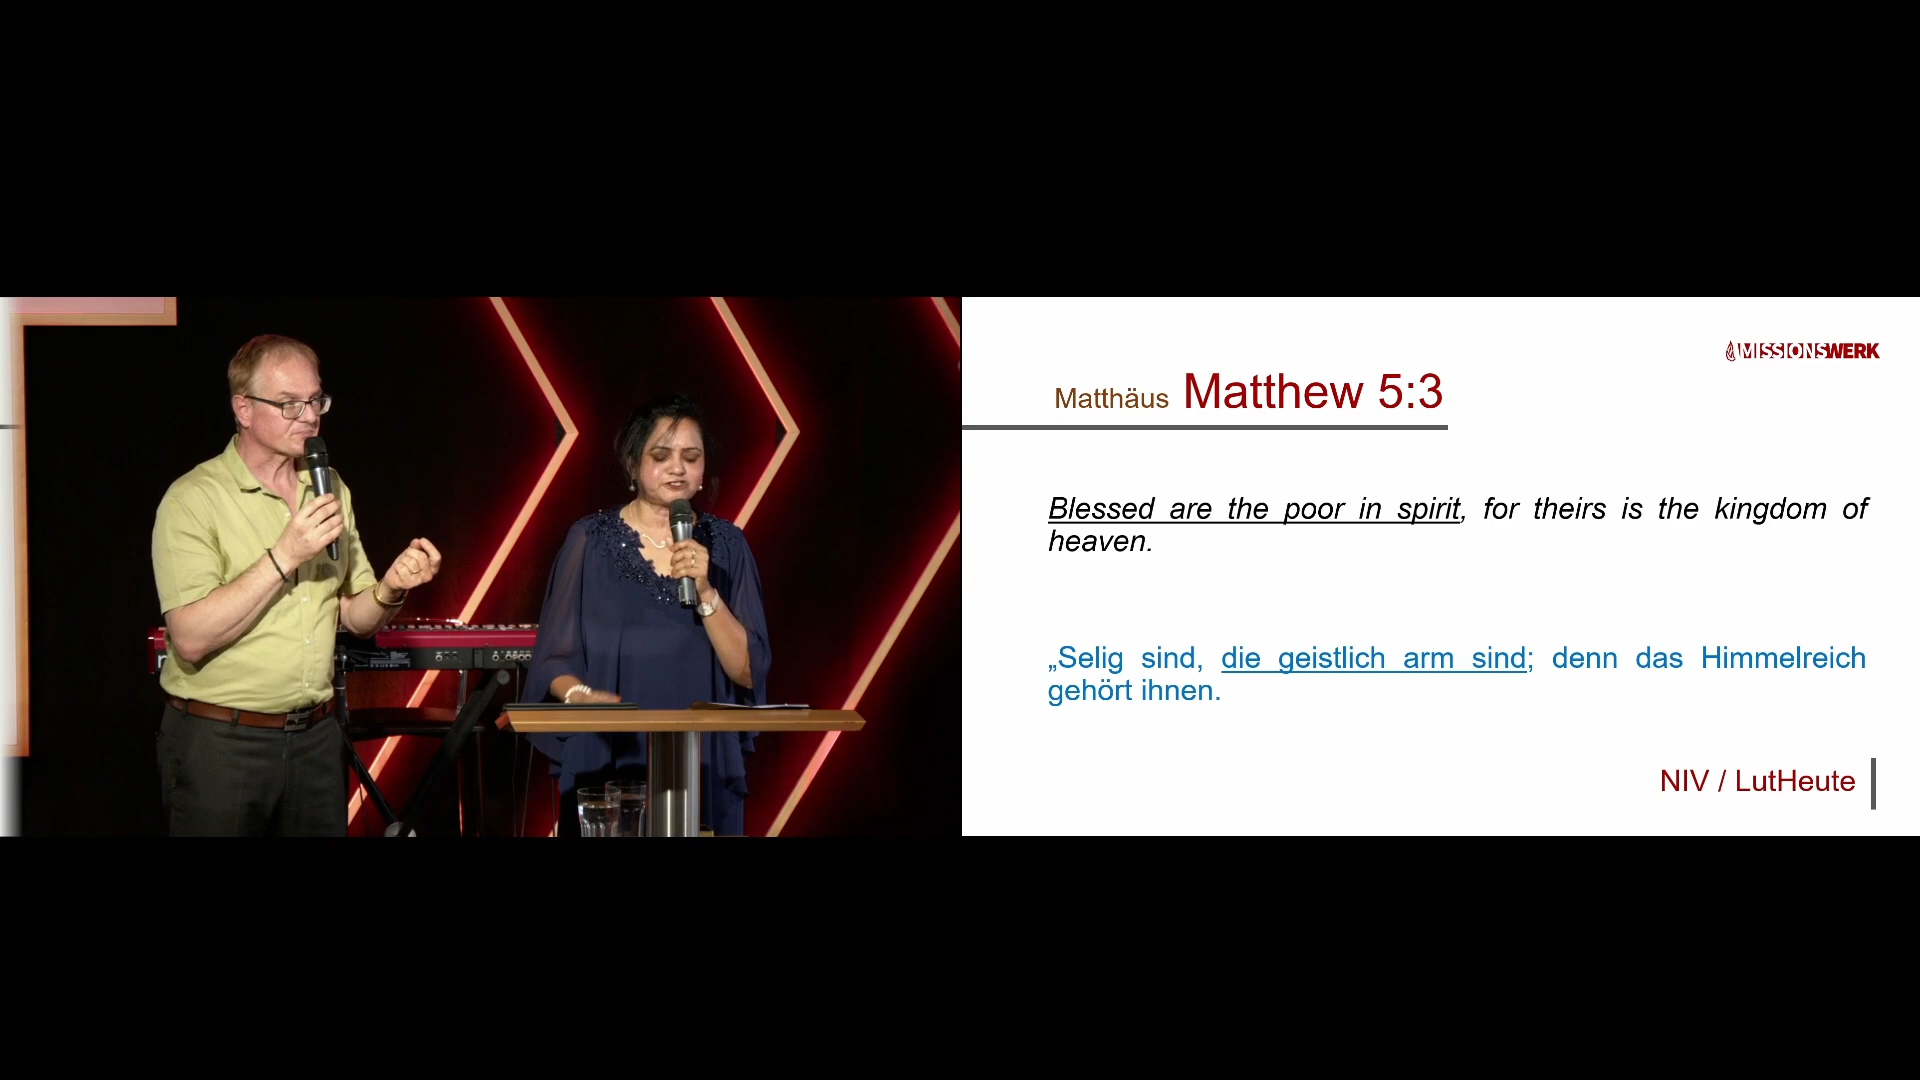 MISSIONSWERK
Matthäus Matthew 5:3
Blessed are the poor in spirit, for theirs is the kingdom of
heaven.
„Selig sind, die geistlich arm sind; denn das Himmelreich
gehört ihnen.
NIV / LutHeute